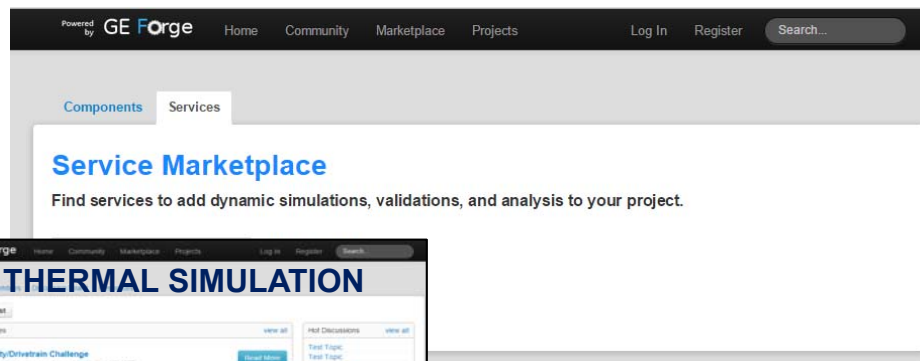 Powered by GE Forge Home Community Marketplace Projects Log In Register Search...
Components Services
Service Marketplace
Find services to add dynamic simulations, validations, and analysis to your project.
rge Home Community Marketplace Projects Log In Register Search
THERMAL SIMULATION
view all Hot Discussions view all
Test Topic
ty/Drivetrain Challenge Read More Test Topic